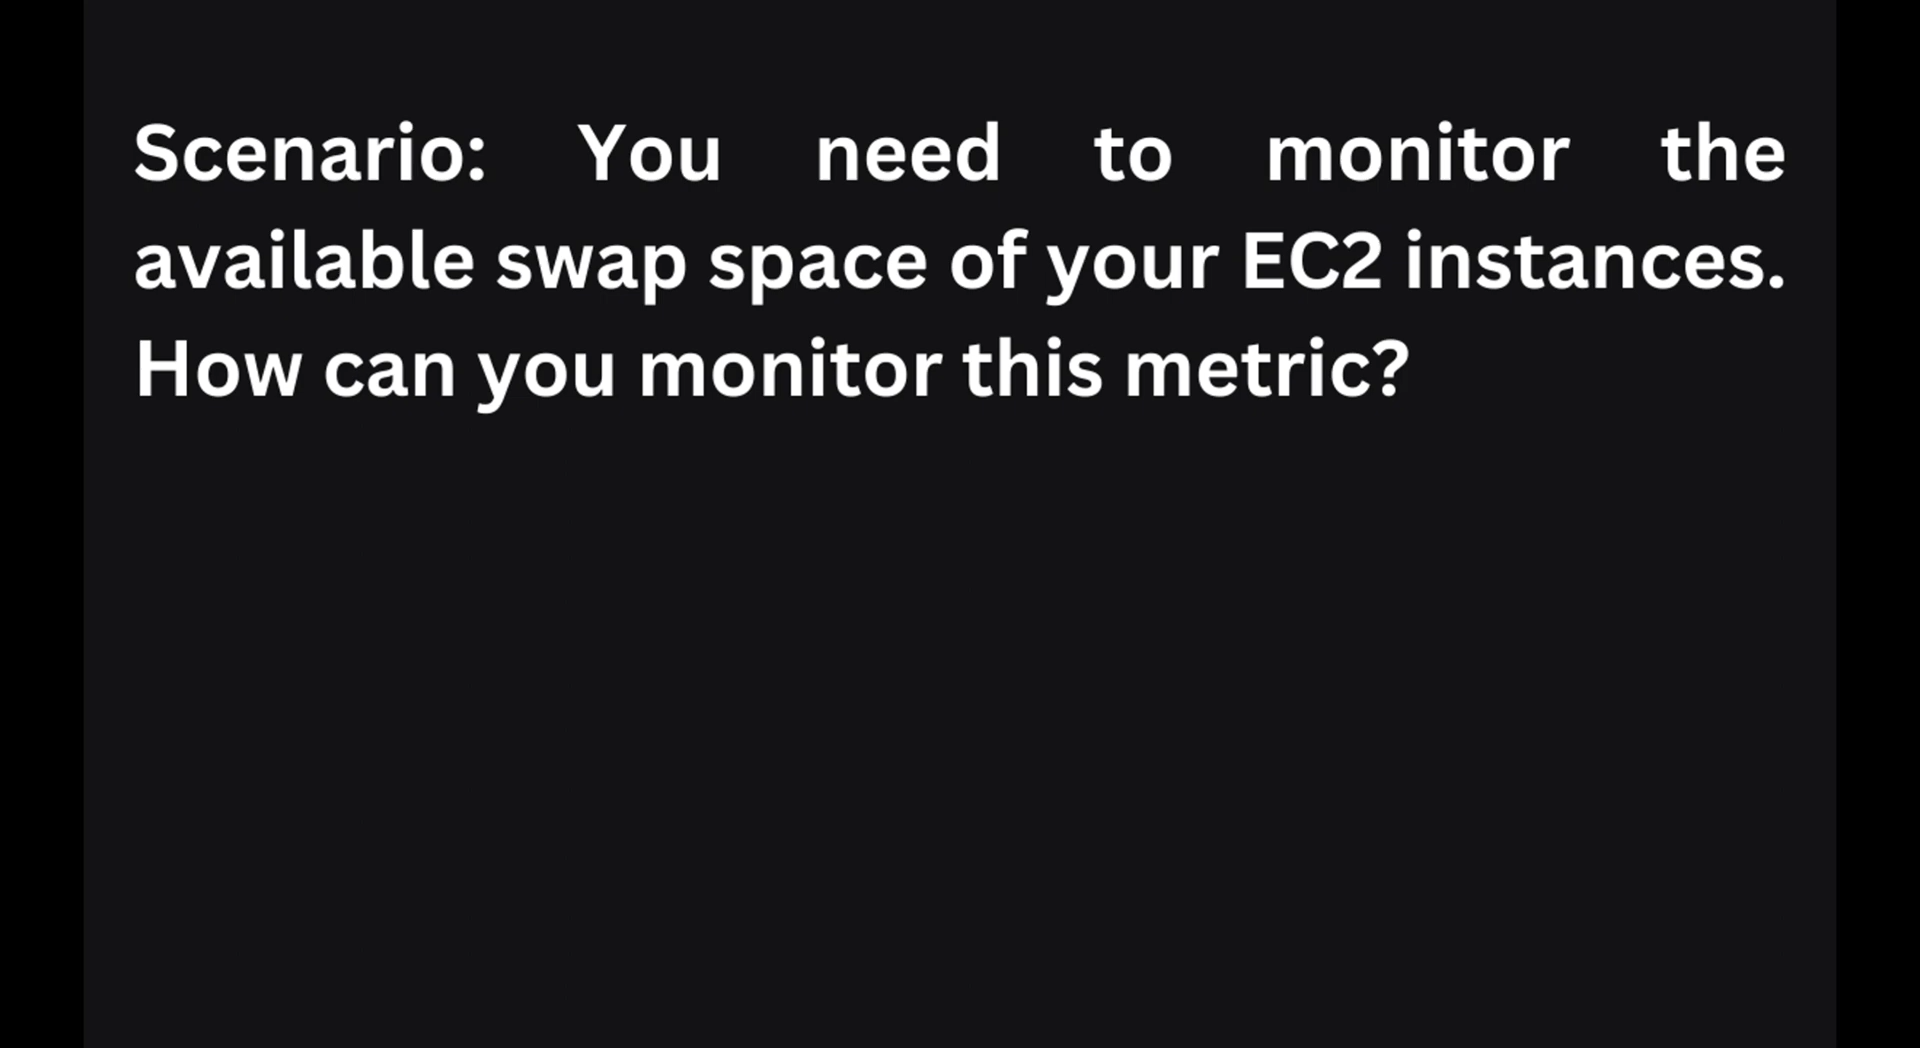 Scenario: You need to monitor the
available swap space of your EC2 instances.
How can you monitor this metric?